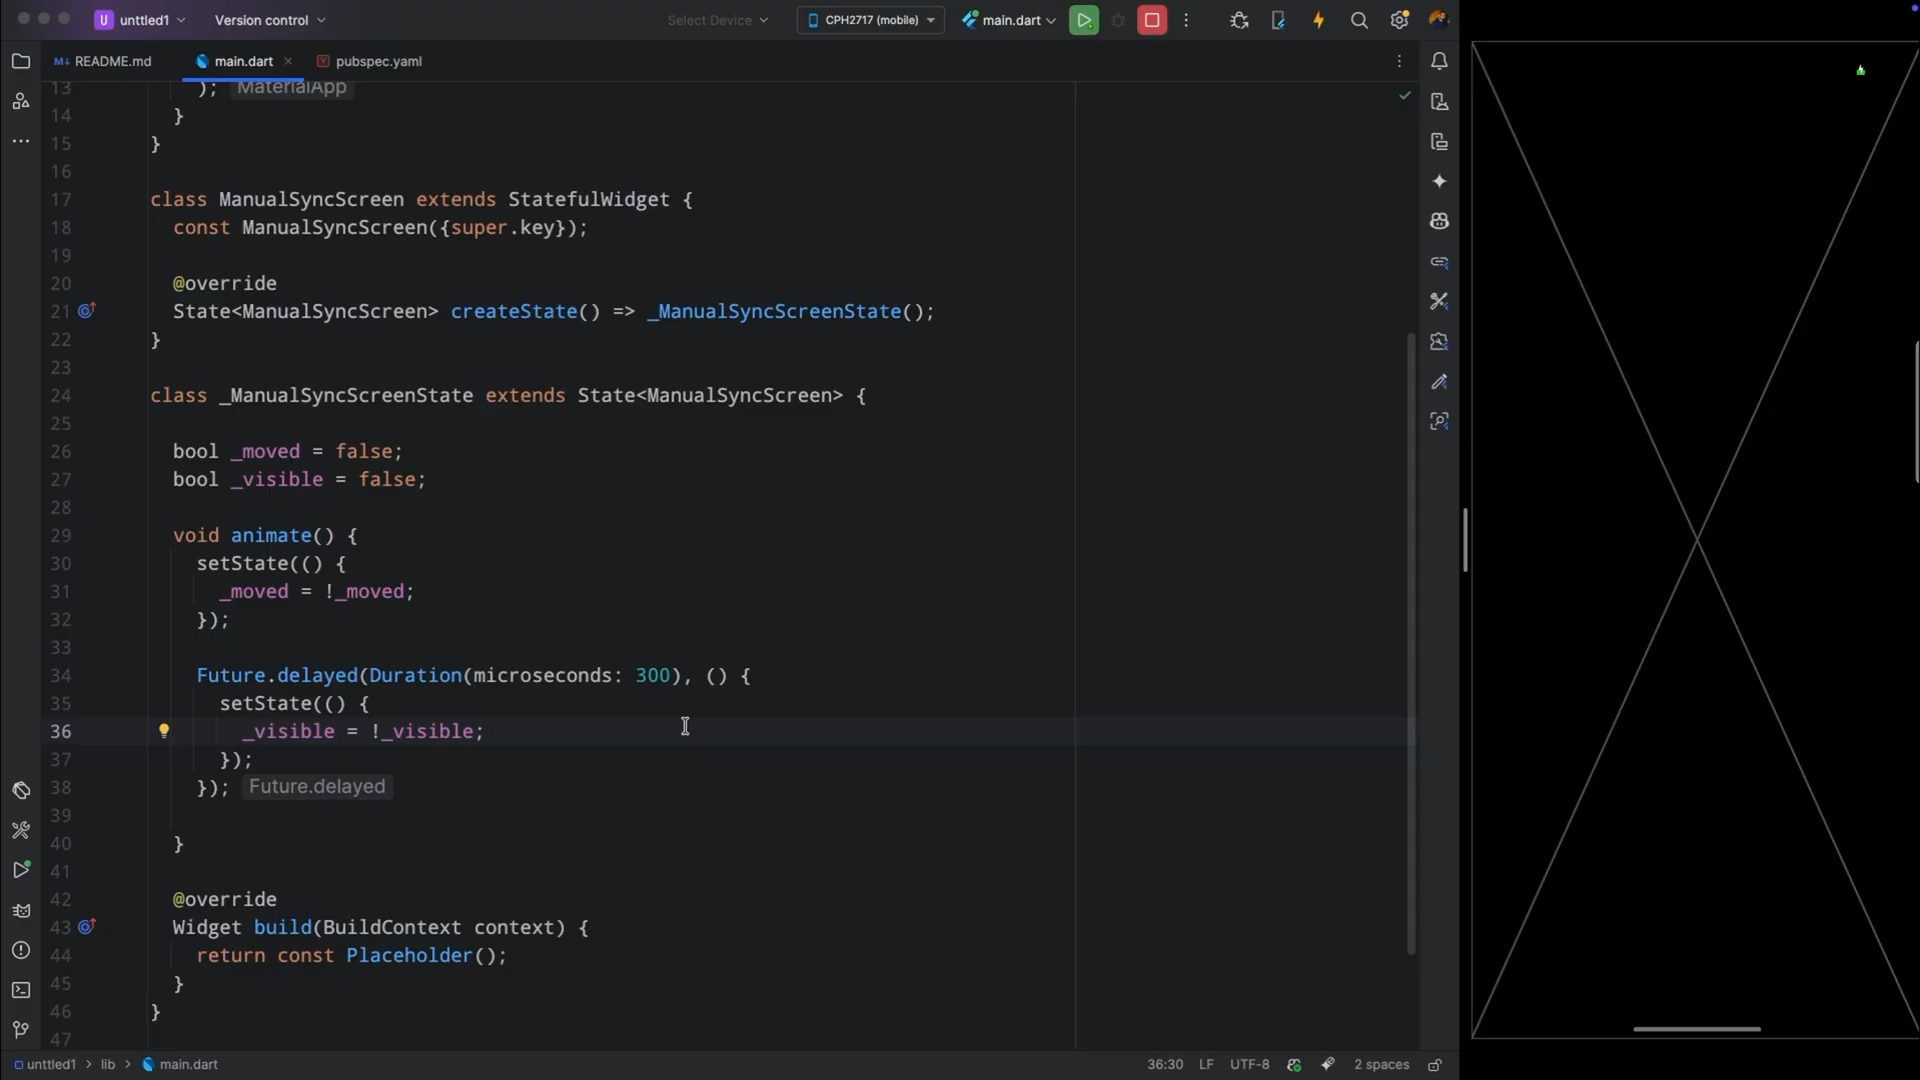 U unttled1 Version control Select Device CPH2717 (mobile) main.dart
README.md main.dart pubspec.yaml
13 ); MaterialApp
14 }
15 }
16
17 class ManualSyncScreen extends StatefulWidget {
18 const ManualSyncScreen({super.key});
19
20 @override
21 State<ManualSyncScreen> createState() => _ManualSyncScreenState();
22 }
23
24 class _ManualSyncScreenState extends State<ManualSyncScreen> {
25
26 bool _moved = false;
27 bool _visible = false;
28
29 void animate() {
30 setState(() {
31 _moved = !_moved;
32 });
33
34 Future.delayed(Duration(microseconds: 300), () {
35 setState(() {
36 _visible = !_visible;
37 });
38 }); Future.delayed
39
40 }
41
42 @override
43 Widget build(BuildContext context) {
44 return const Placeholder();
45 }
46 }
47
unttled1 > lib > main.dart 36:30 LF UTF-8 2 spaces